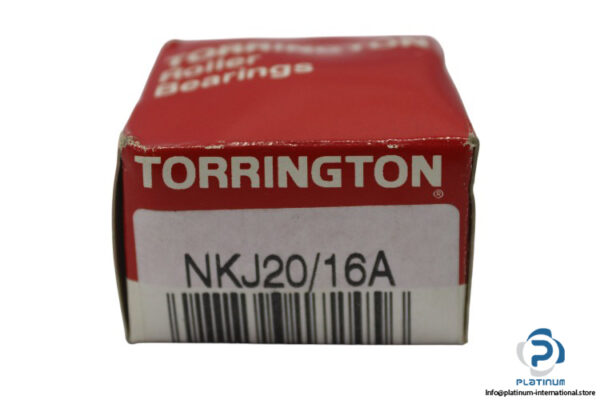 TORRINGTON
Roller
Bearings
TORRINGTON
®
NKJ20/16A
PLATINUM
Info@platinum-international.store